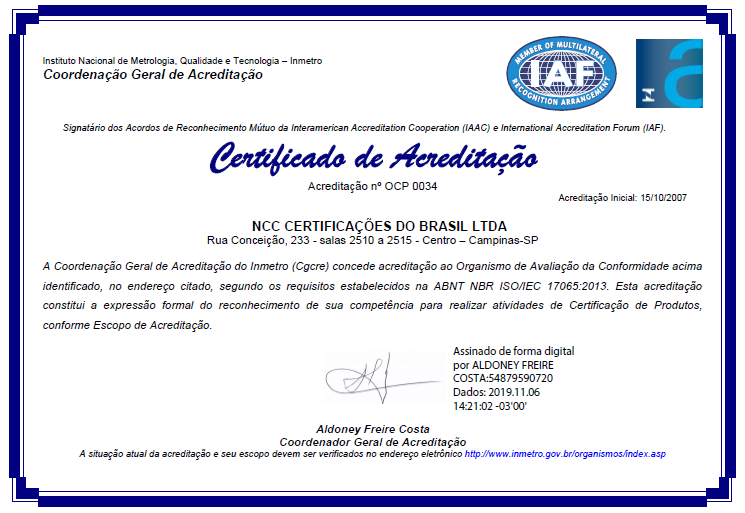 Instituto Nacional de Metrologia, Qualidade e Tecnologia – Inmetro
Coordenação Geral de Acreditação
MEMBER OF MULTILATERAL
IAF
RECOGNITION ARRANGEMENT
Signatário dos Acordos de Reconhecimento Mútuo da Interamerican Accreditation Cooperation (IAAC) e International Accreditation Forum (IAF).
Certificado de Acreditação
Acreditação nº OCP 0034
Acreditação Inicial: 15/10/2007
NCC CERTIFICAÇÕES DO BRASIL LTDA
Rua Conceição, 233 - salas 2510 a 2515 - Centro – Campinas-SP
A Coordenação Geral de Acreditação do Inmetro (Cgcre) concede acreditação ao Organismo de Avaliação da Conformidade acima
identificado, no endereço citado, segundo os requisitos estabelecidos na ABNT NBR ISO/IEC 17065:2013. Esta acreditação
constitui a expressão formal do reconhecimento de sua competência para realizar atividades de Certificação de Produtos,
conforme Escopo de Acreditação.
Assinado de forma digital
por ALDONEY FREIRE
COSTA:54879590720
Dados: 2019.11.06
14:21:02 -03'00'
Aldoney Freire Costa
Coordenador Geral de Acreditação
A situação atual da acreditação e seu escopo devem ser verificados no endereço eletrônico http://www.inmetro.gov.br/organismos/index.asp